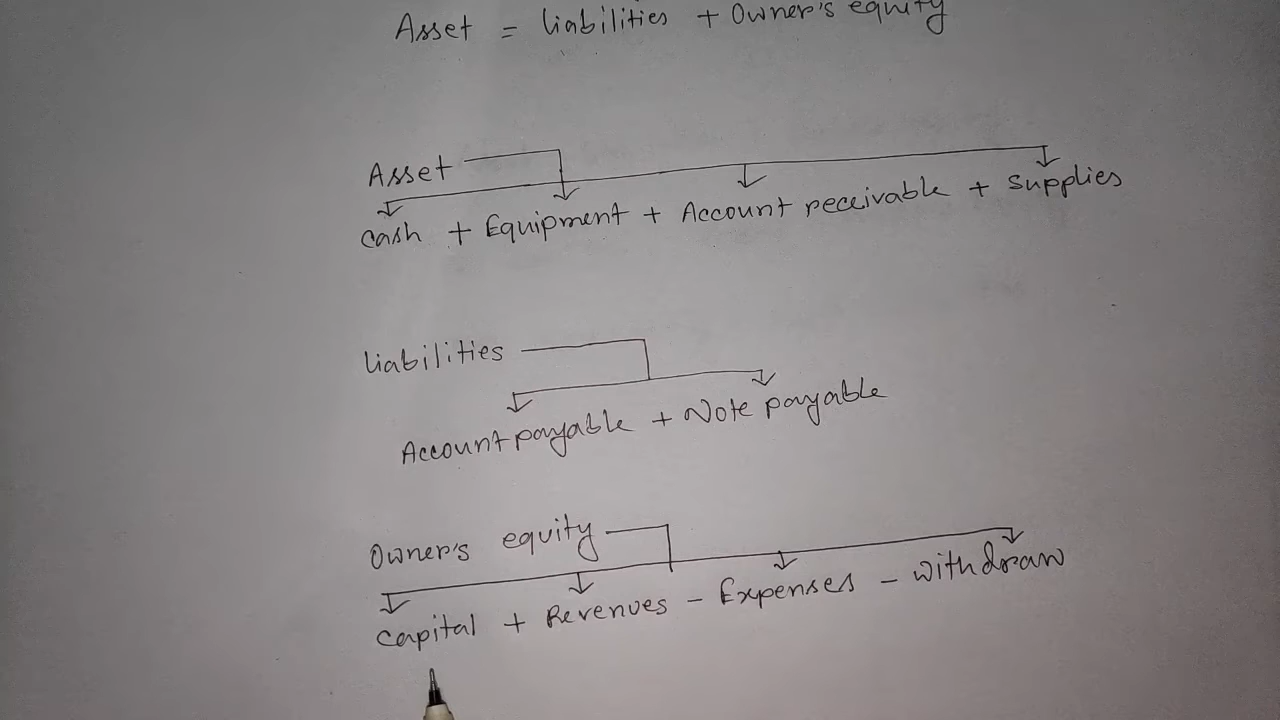 Asset = liabilities + Owner's equity
Asset
Cash + Equipment + Account receivable + Supplies
liabilities
Account payable + Note payable
Owner's equity
Capital + Revenues - Expenses - withdraw